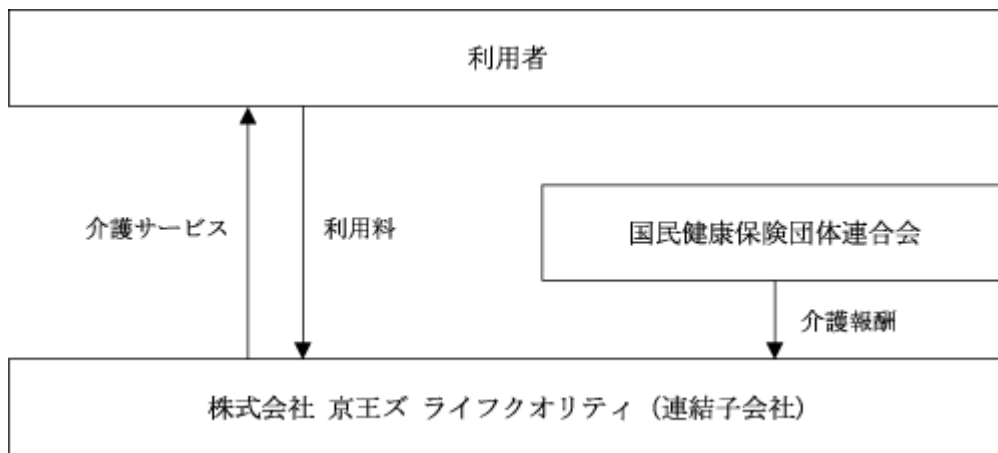 利用者
介護サービス
利用料
国民健康保険団体連合会
介護報酬
株式会社 京王ズ ライフクオリティ (連結子会社)